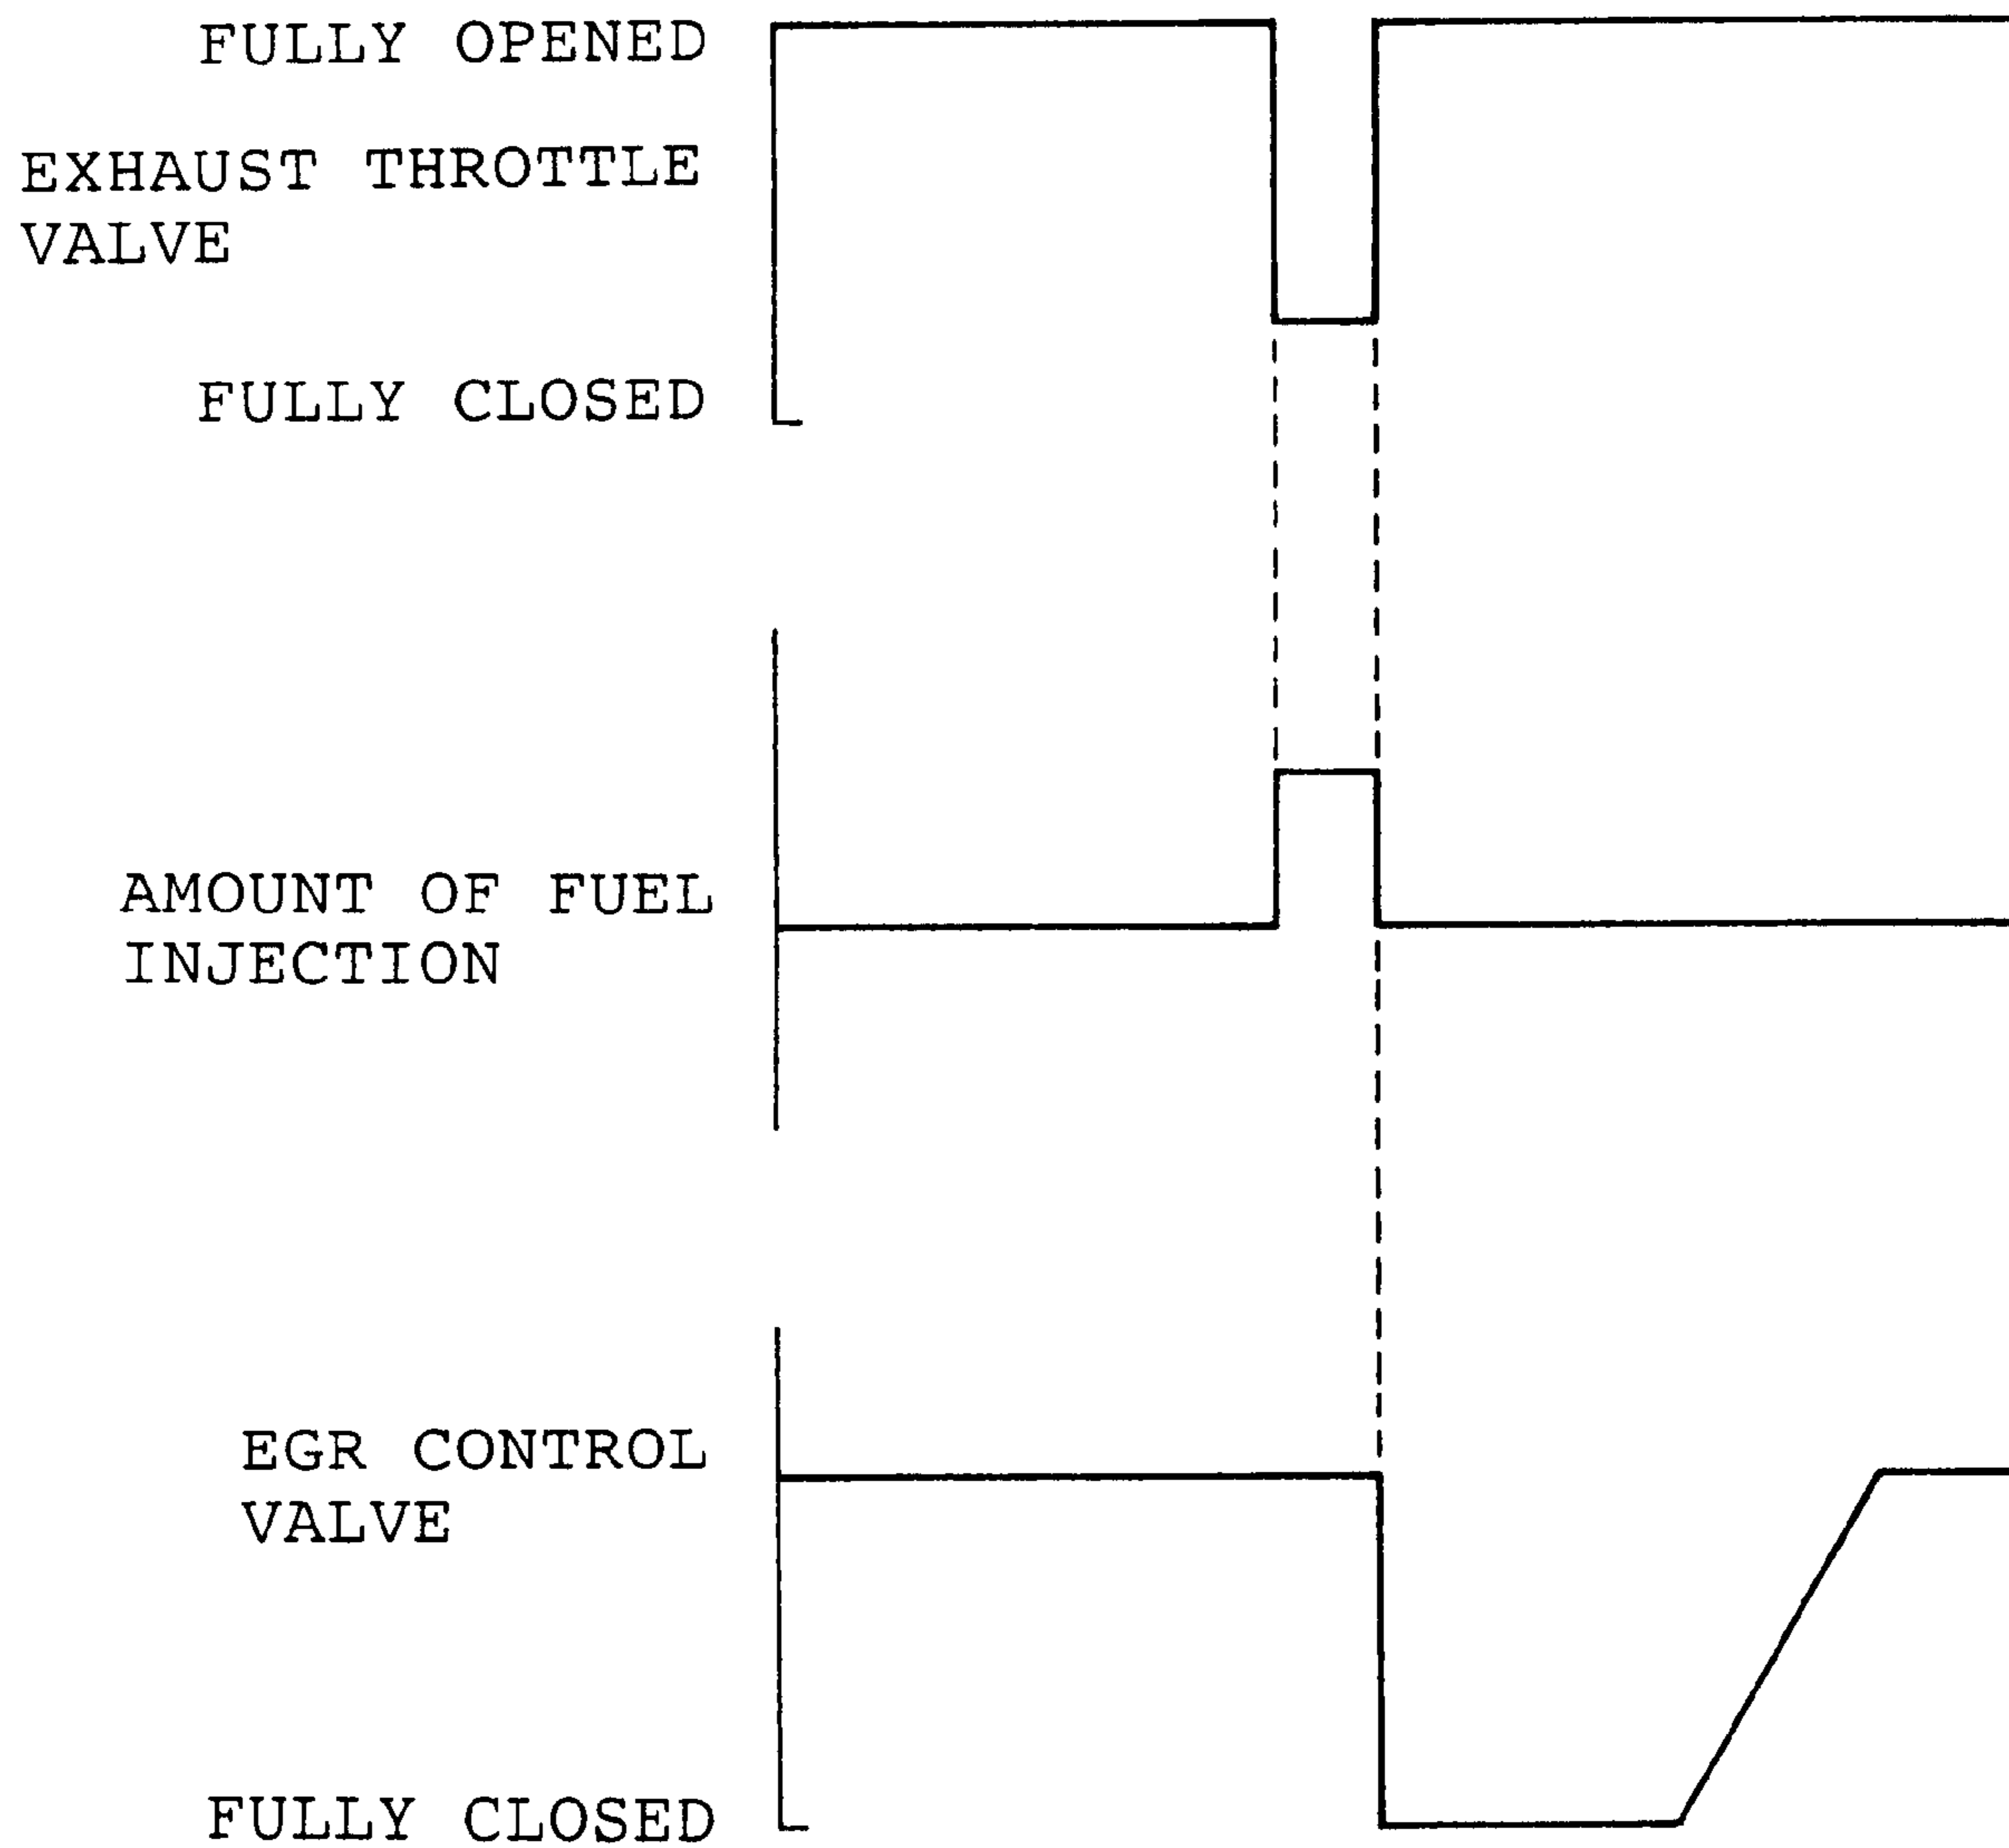 FULLY OPENED
EXHAUST THROTTLE
VALVE
FULLY CLOSED
AMOUNT OF FUEL
INJECTION
EGR CONTROL
VALVE
FULLY CLOSED